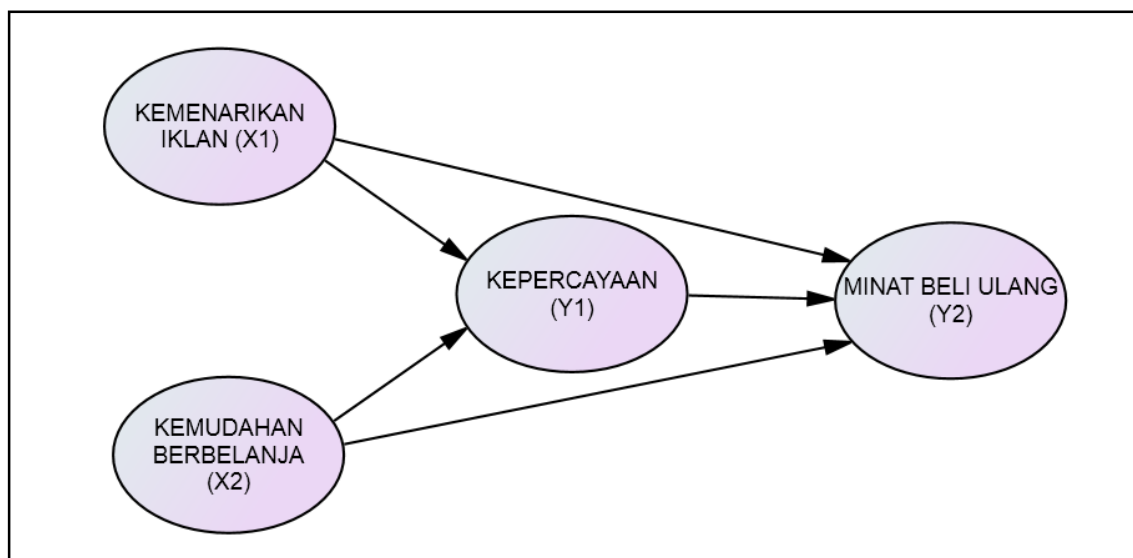 KEMENARIKAN
IKLAN (X1)
KEPERCAYAAN
(Y1)
MINAT BELI ULANG
(Y2)
KEMUDAHAN
BERBELANJA
(X2)